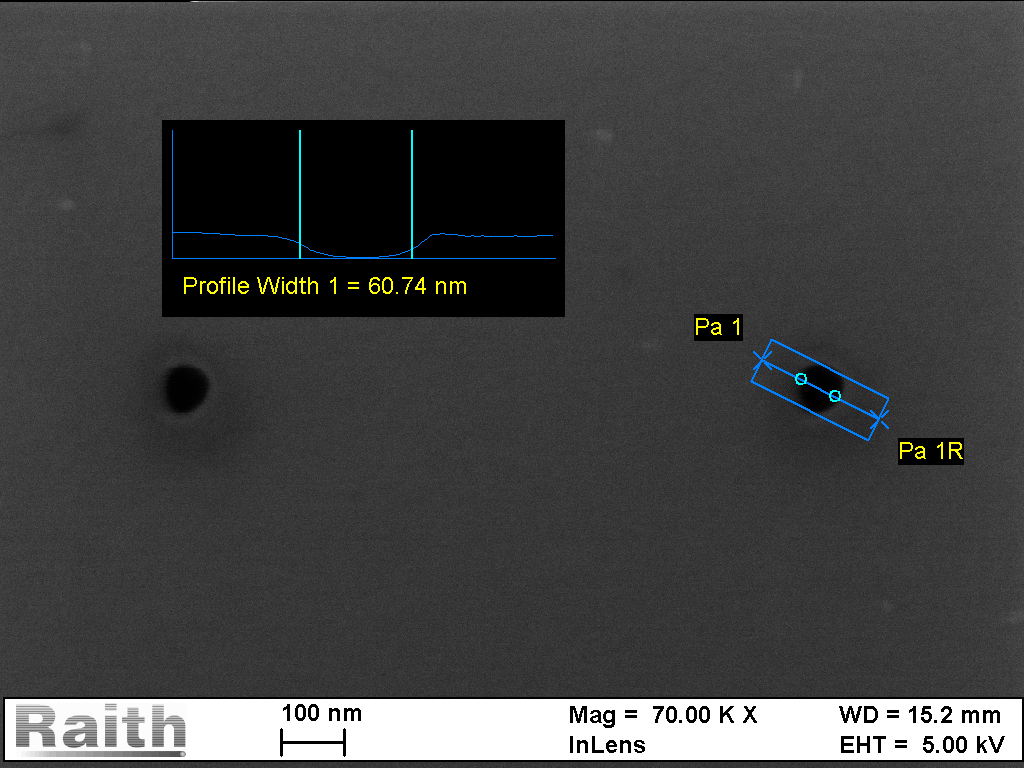 Profile Width 1 = 60.74 nm
Pa 1
Pa 1R
Raith
100 nm
Mag = 70.00 K X
InLens
WD = 15.2 mm
EHT = 5.00 kV